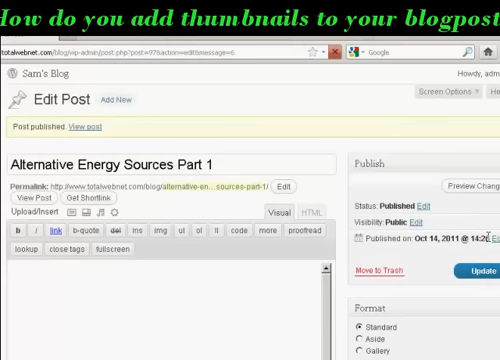 How do you add thumbnails to your blogpost
totalwebnet.com/blog/wp-admin/post.php?post=97&action=edit&message=6
Google
Sam's Blog
Howdy, adm
Screen Options
He
Edit Post
Add New
Post published. View post
Alternative Energy Sources Part 1
Permalink: http://www.totalwebnet.com/blog/alternative-en...sources-part-1/
Edit
View Post
Get Shortlink
Upload/Insert
Visual
HTML
b
i
link
b-quote
del
ins
img
ul
ol
li
code
more
proofread
lookup
close tags
fullscreen
Publish
Preview Chang
Status: Published Edit
Visibility: Public Edit
Published on: Oct 14, 2011 @ 14:26
Move to Trash
Update
Format
Standard
Aside
Gallery